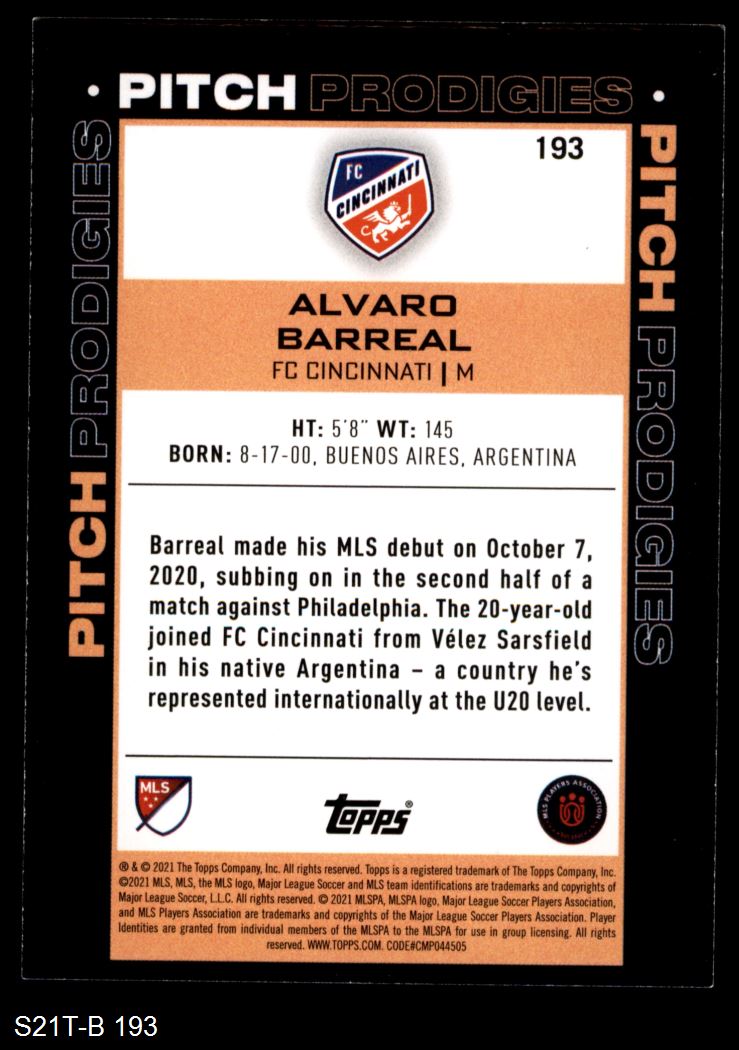 PITCH PRODIGIES
PITCH PRODIGIES
PITCH PRODIGIES
193
FC
CINCINNATI
ALVARO
BARREAL
FC CINCINNATI | M
HT: 5'8" WT: 145
BORN: 8-17-00, BUENOS AIRES, ARGENTINA
Barreal made his MLS debut on October 7,
2020, subbing on in the second half of a
match against Philadelphia. The 20-year-old
joined FC Cincinnati from Vélez Sarsfield
in his native Argentina – a country he's
represented internationally at the U20 level.
MLS
Topps®
MLS PLAYERS ASSOCIATION
® & © 2021 The Topps Company, Inc. All rights reserved. Topps is a registered trademark of The Topps Company, Inc.
©2021 MLS, MLS, the MLS logo, Major League Soccer and MLS team identifications are trademarks and copyrights of
Major League Soccer, L.L.C. All rights reserved. © 2021 MLSPA, MLSPA logo, Major League Soccer Players Association,
and MLS Players Association are trademarks and copyrights of the Major League Soccer Players Association. Player
Identities are granted from individual members of the MLSPA to the MLSPA for use in group licensing. All rights
reserved. WWW.TOPPS.COM. CODE#CMP044505
S21T-B 193